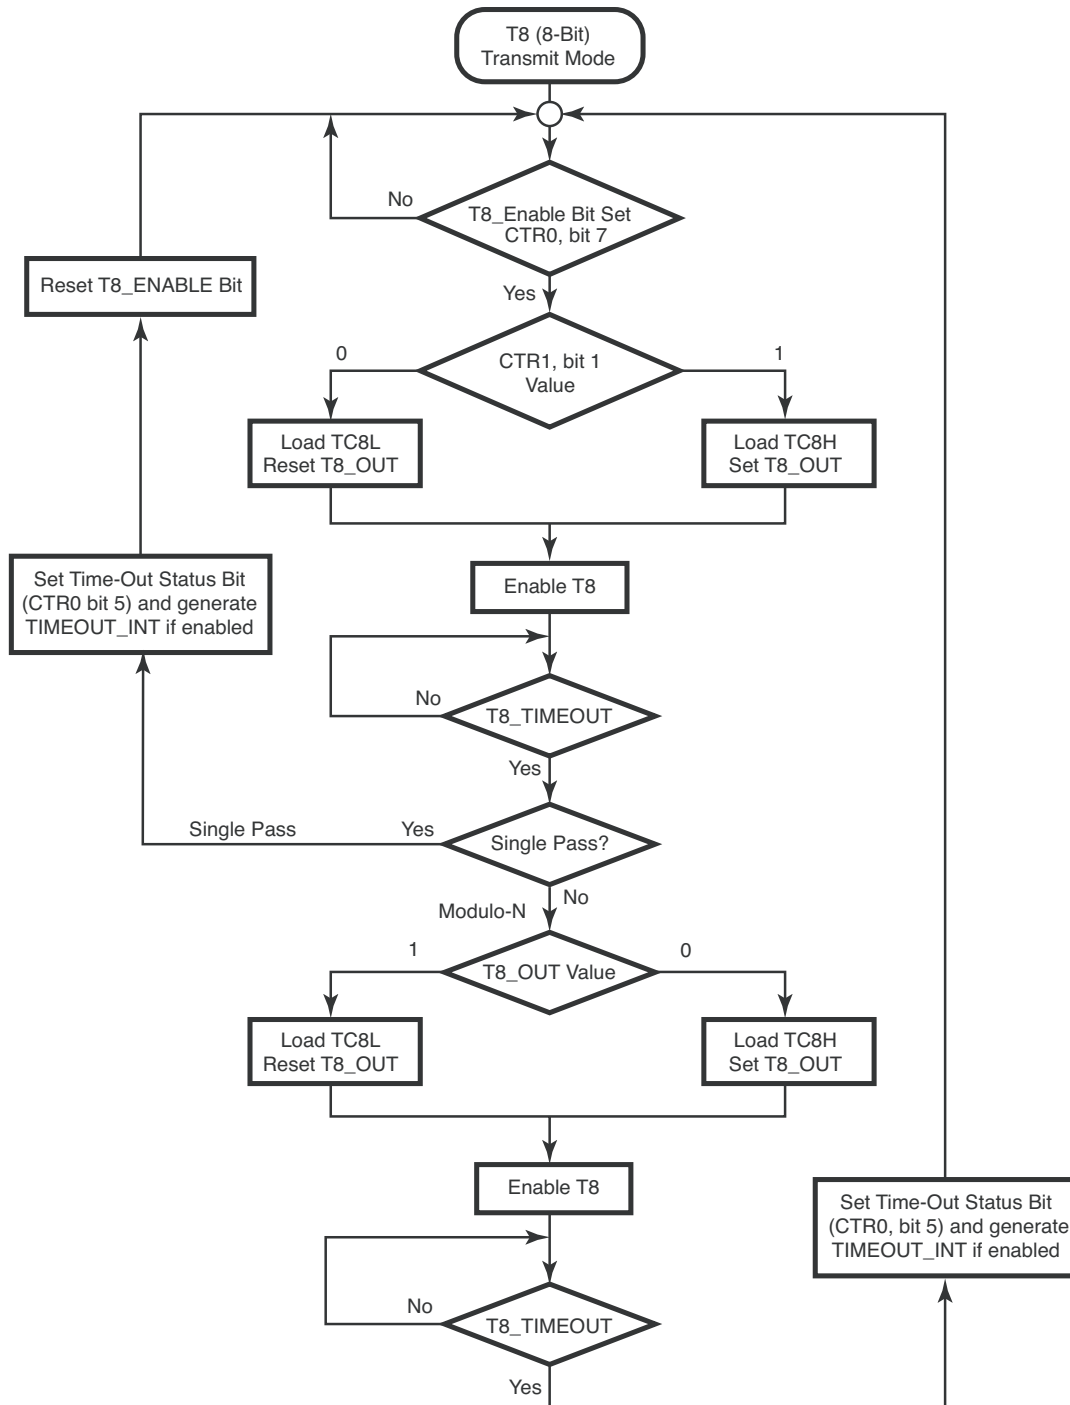 T8 (8-Bit)
Transmit Mode
No
T8_Enable Bit Set
CTR0, bit 7
Reset T8_ENABLE Bit
Yes
0
CTR1, bit 1
Value
1
Load TC8L
Reset T8_OUT
Load TC8H
Set T8_OUT
Set Time-Out Status Bit
(CTR0 bit 5) and generate
TIMEOUT_INT if enabled
Enable T8
No
T8_TIMEOUT
Yes
Single Pass
Yes
Single Pass?
No
Modulo-N
1
T8_OUT Value
0
Load TC8L
Reset T8_OUT
Load TC8H
Set T8_OUT
Enable T8
Set Time-Out Status Bit
(CTR0, bit 5) and generate
TIMEOUT_INT if enabled
No
T8_TIMEOUT
Yes